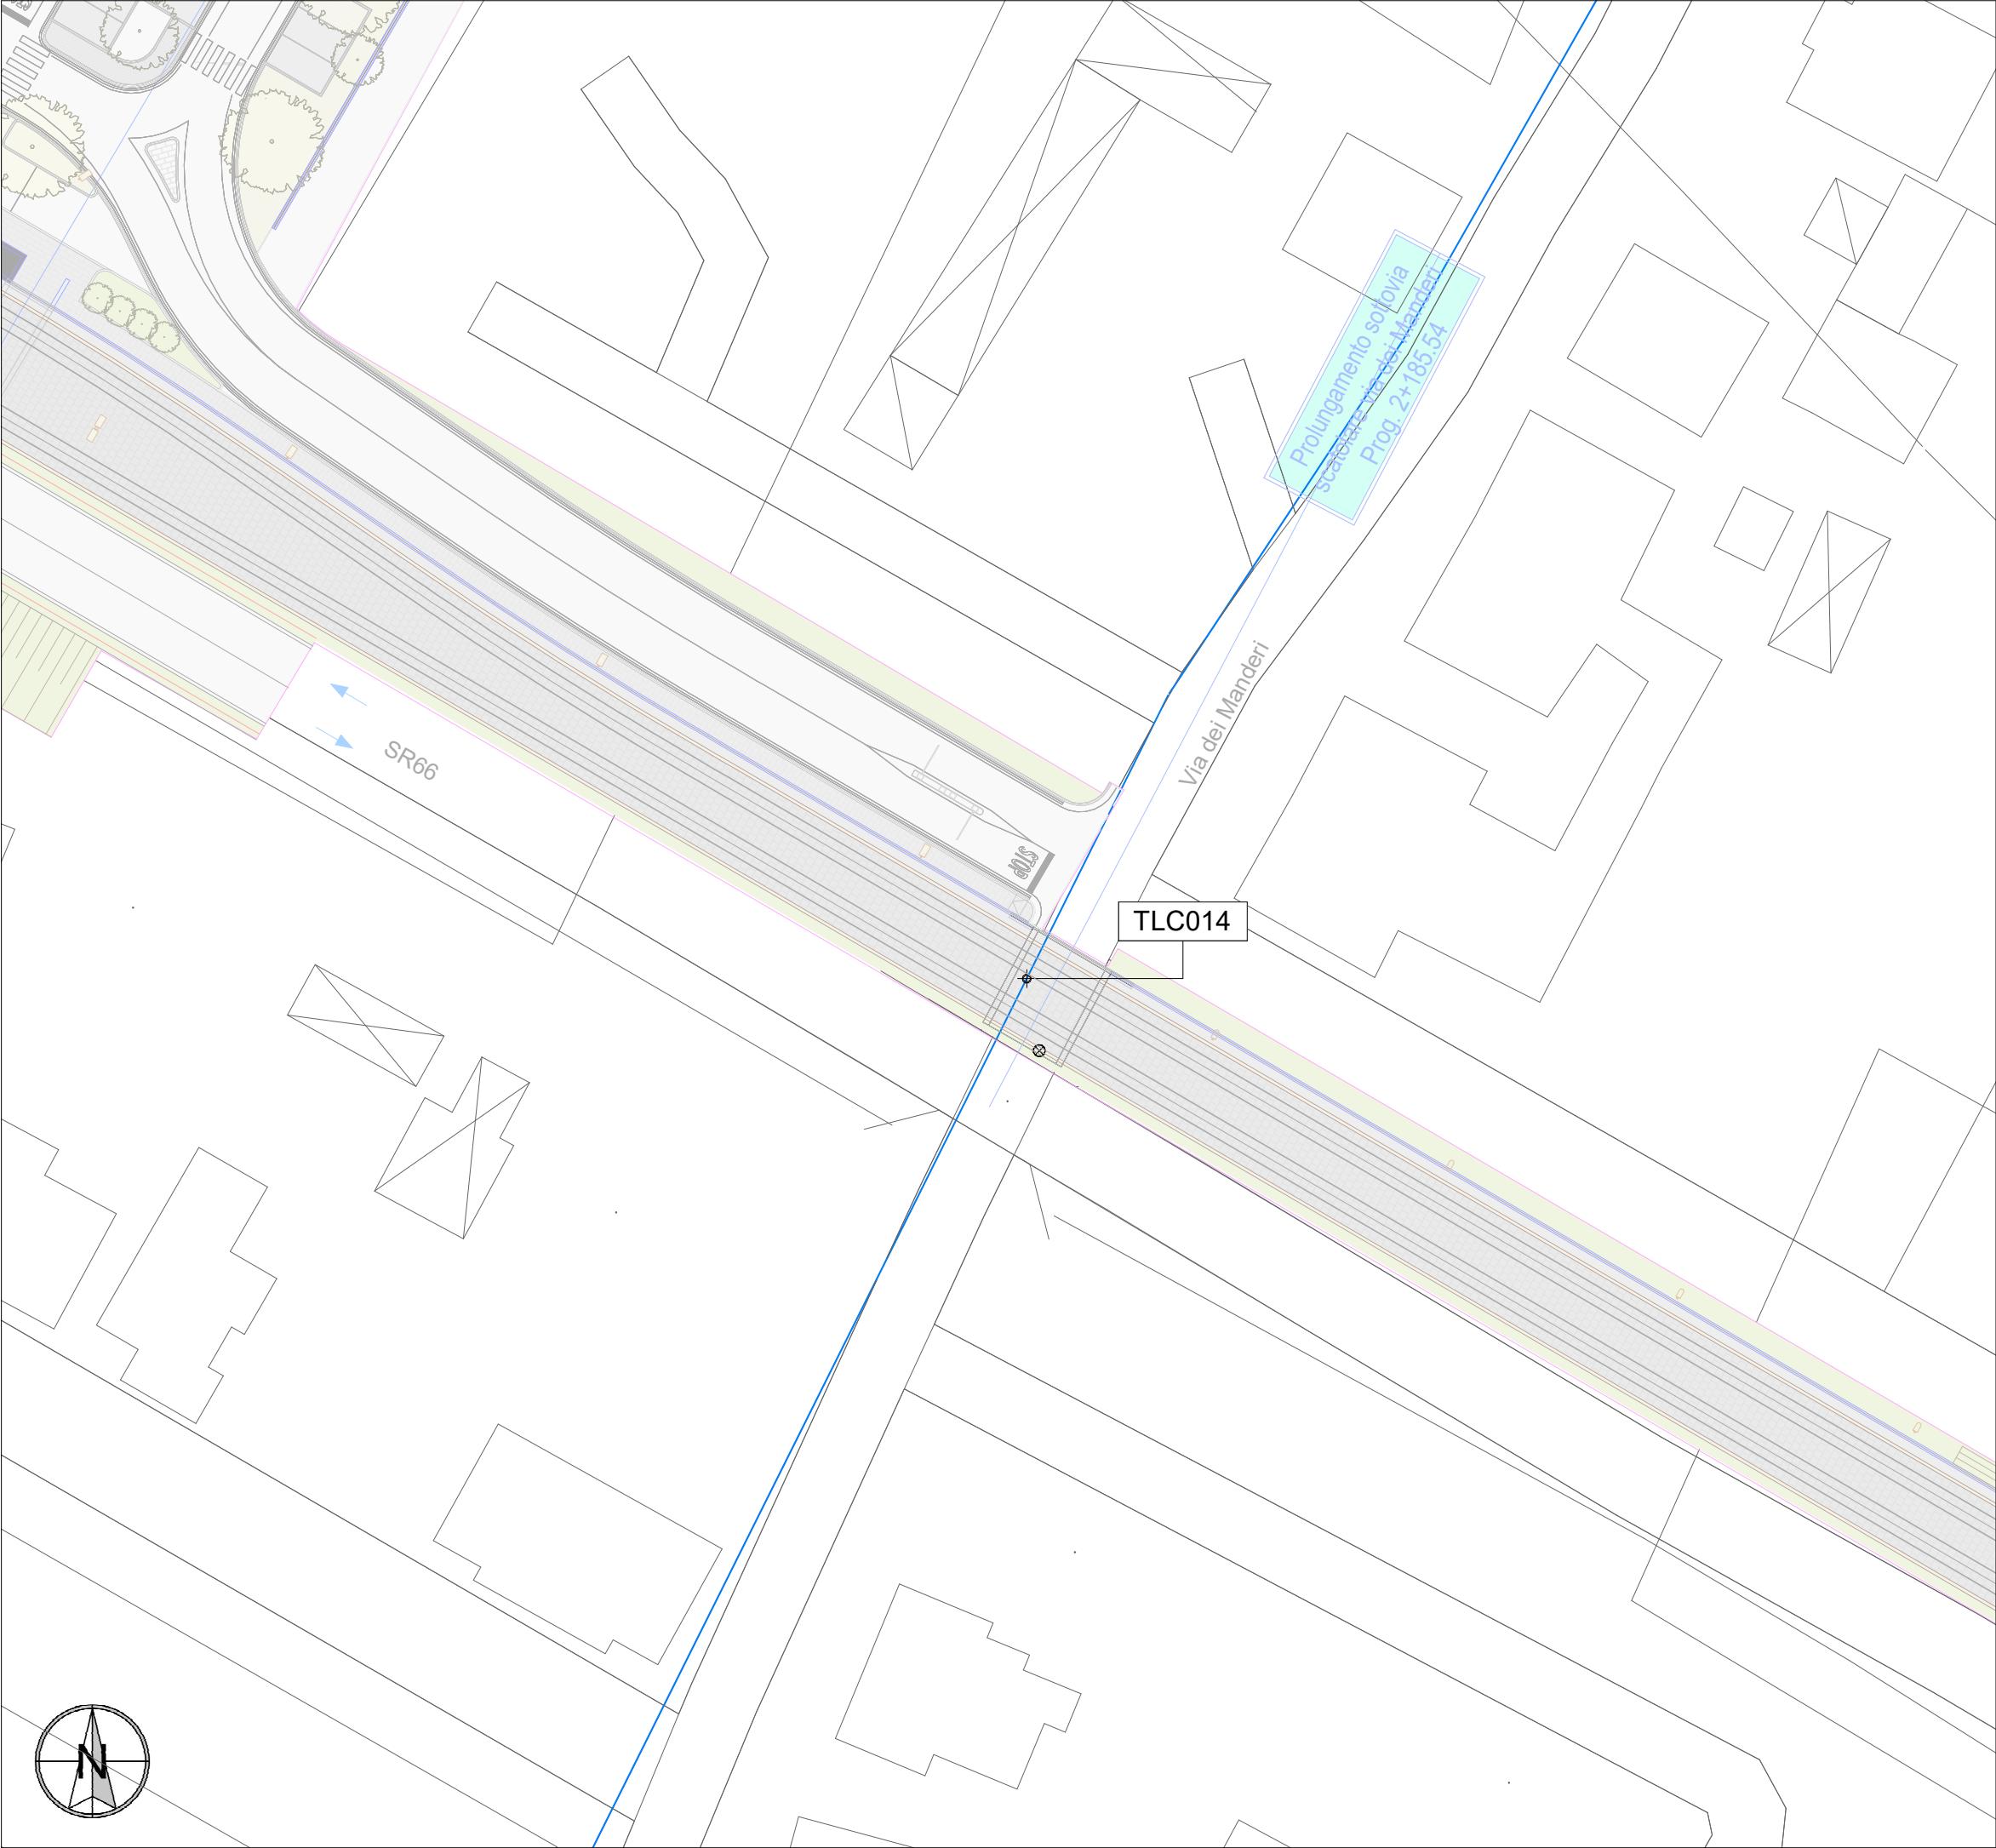 Prolungamento sottovia
scatolare via dei Manderi
Prog. 2+185.54
Via dei Manderi
SR66
STOP
TLC014
N